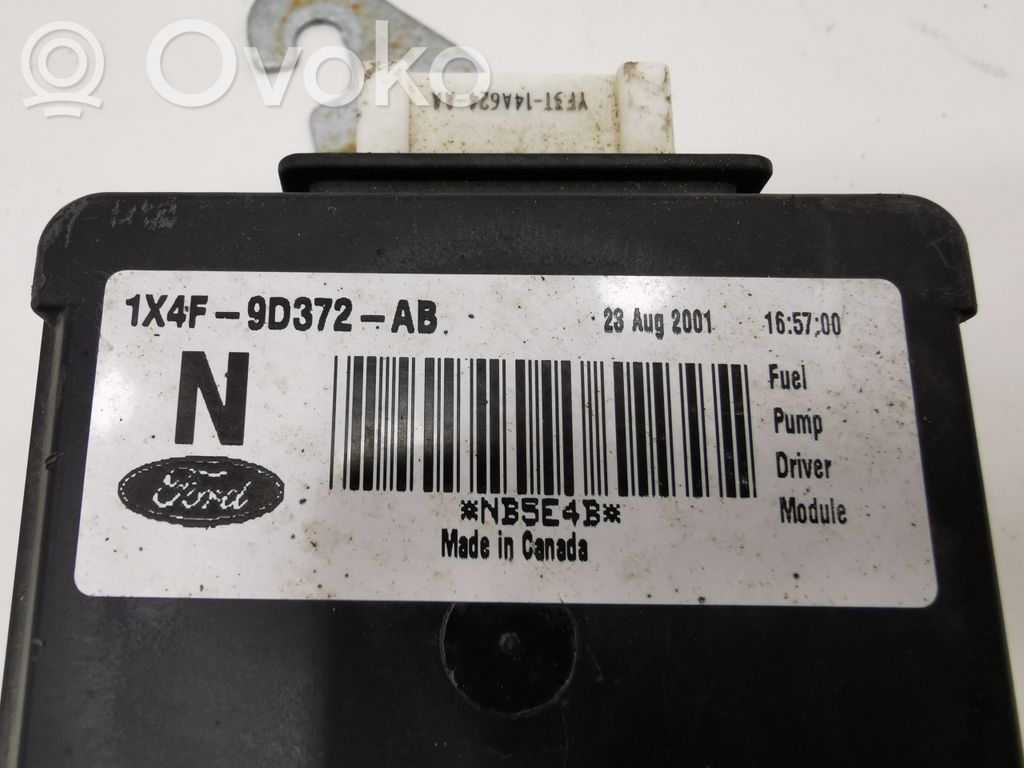 Ovoko
YF3T-14A624-AA
1X4F-9D372-AB
23 Aug 2001 16:57:00
N
Fuel
Pump
Driver
Module
Ford
*NB5E4B*
Made in Canada